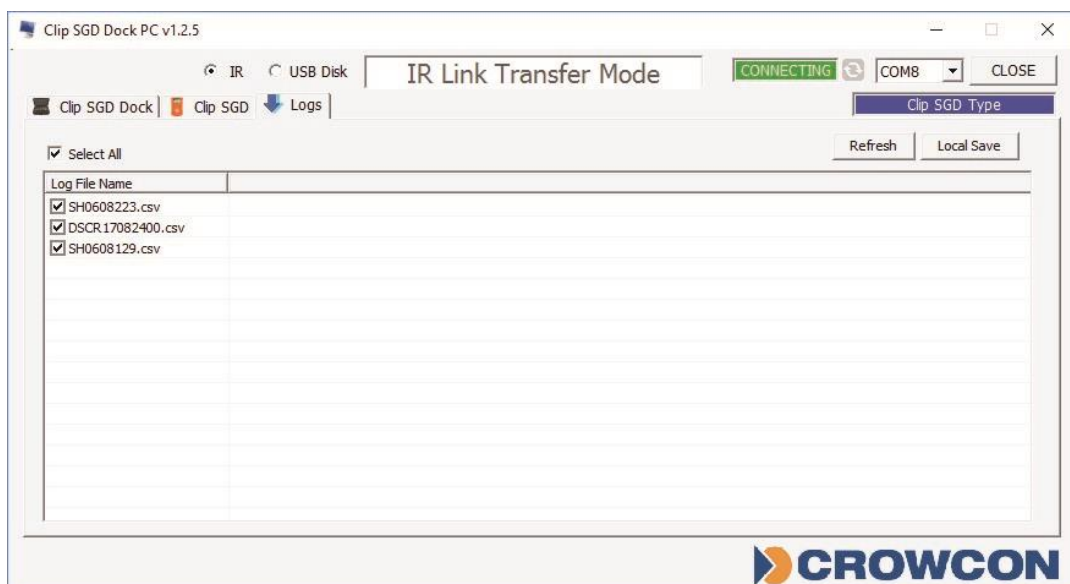 Clip SGD Dock PC v1.2.5
IR USB Disk IR Link Transfer Mode CONNECTING COM8 CLOSE
Clip SGD Dock Clip SGD Logs Clip SGD Type
Select All Refresh Local Save
Log File Name
SH0608223.csv
DSCR17082400.csv
SH0608129.csv
CROWCON